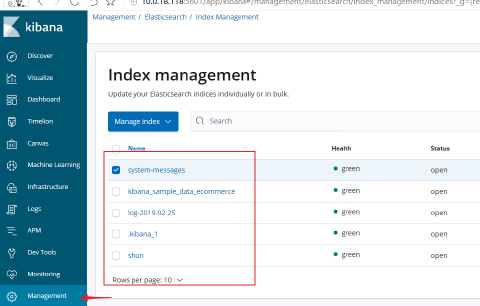 10.0.18.118:5601/app/kibana#/management/elasticsearch/index_management/indices?_g=(re
kibana
Management / Elasticsearch / Index Management
Discover
Visualize
Dashboard
Timelion
Canvas
Machine Learning
Infrastructure
Logs
APM
Dev Tools
Monitoring
Management
Index management
Update your Elasticsearch indices individually or in bulk.
Manage index
Search
Name Health Status
system-messages green open
kibana_sample_data_ecommerce green open
log-2019.02.25 green open
.kibana_1 green open
shun green open
Rows per page: 10